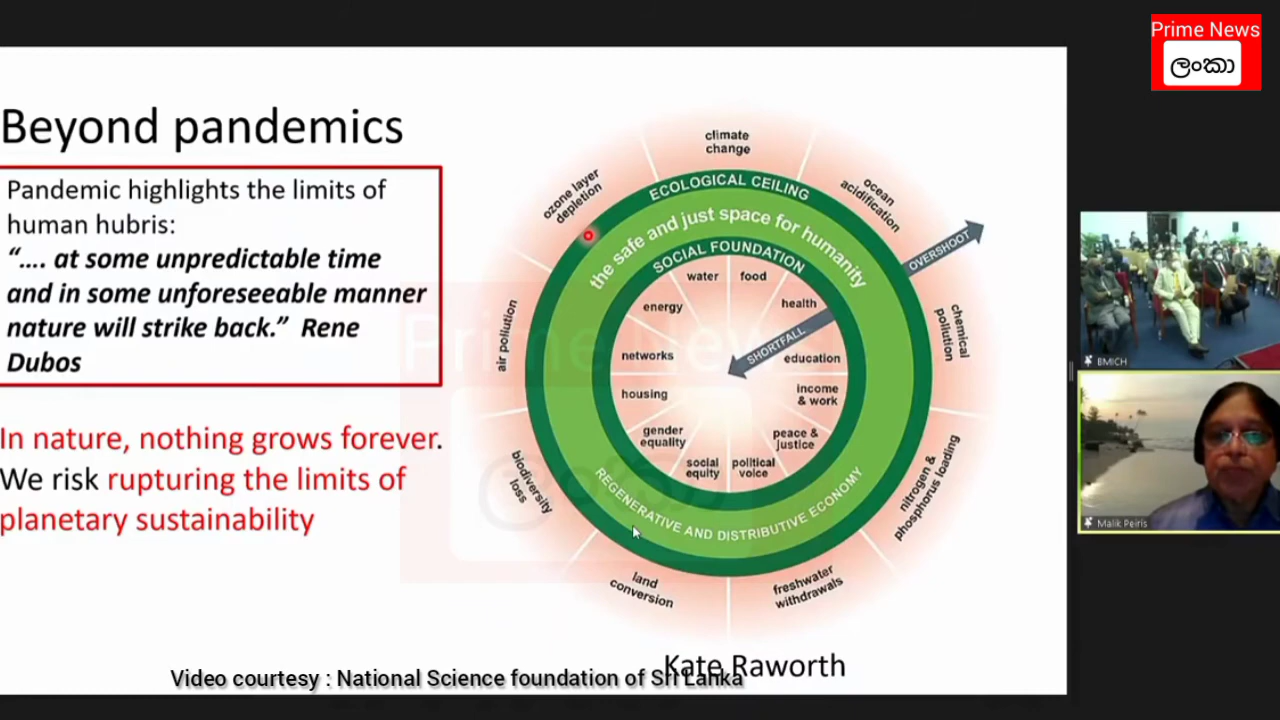 Prime News
ලංකා
Beyond pandemics
Pandemic highlights the limits of
human hubris:
“.... at some unpredictable time
and in some unforeseeable manner
nature will strike back.” Rene
Dubos
In nature, nothing grows forever.
We risk rupturing the limits of
planetary sustainability
climate
change
ozone layer
depletion
ocean
acidification
ECOLOGICAL CEILING
the safe and just space for humanity
SOCIAL FOUNDATION
OVERSHOOT
water
food
energy
health
SHORTFALL
air pollution
chemical
pollution
networks
education
housing
income
& work
gender
equality
peace &
justice
social
equity
political
voice
REGENERATIVE AND DISTRIBUTIVE ECONOMY
biodiversity
loss
nitrogen &
phosphorus loading
land
conversion
freshwater
withdrawals
Kate Raworth
Video courtesy : National Science foundation of Sri Lanka
BMICH
Malik Peiris
Prime News
ලංකා